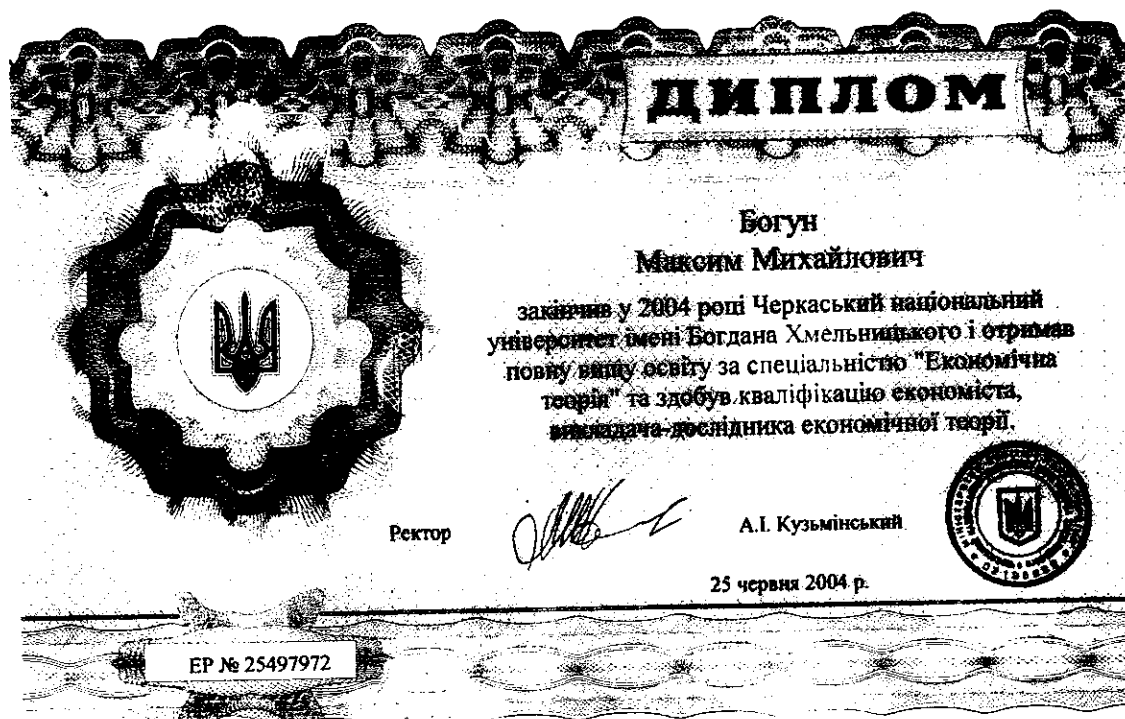 ДИПЛОМ
Богун
Максим Михайлович
закінчив у 2004 році Черкаський національний
університет імені Богдана Хмельницького і отримав
повну вищу освіту за спеціальністю "Економічна
теорія" та здобув кваліфікацію економіста,
викладача-дослідника економічної теорії.
Ректор
А.І. Кузьмінський
25 червня 2004 р.
ЕР № 25497972